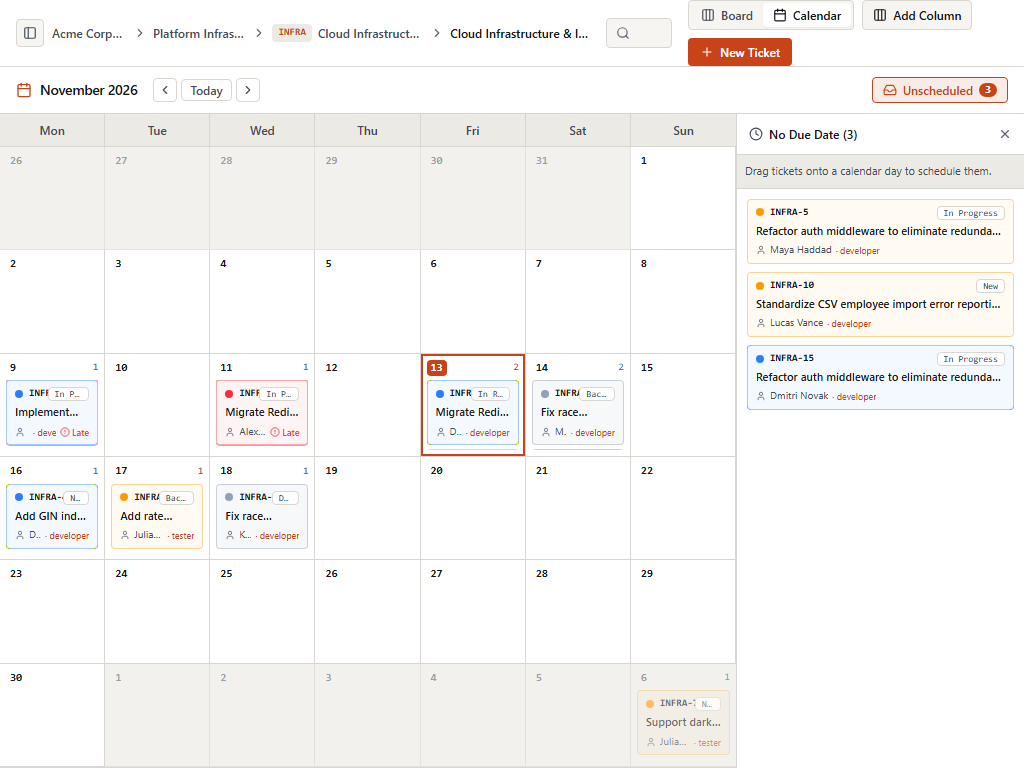 Acme Corp... > Platform Infras... > INFRA Cloud Infrastruct... > Cloud Infrastructure & I...
Board Calendar Add Column
+ New Ticket
November 2026 < Today > Unscheduled 3
Mon Tue Wed Thu Fri Sat Sun
26 27 28 29 30 31 1
2 3 4 5 6 7 8
9 1 10 11 1 12 13 2 14 2 15
INF In P...
Implement...
· deve Late
INF In P...
Migrate Redi...
Alex... Late
INFR In R...
Migrate Redi...
D.. · developer
INFRA Bac...
Fix race...
M. · developer
16 1 17 1 18 1 19 20 21 22
INFRA- N...
Add GIN ind...
D.. · developer
INFRA Bac...
Add rate...
Julia... · tester
INFRA- D...
Fix race...
K... · developer
23 24 25 26 27 28 29
30 1 2 3 4 5 6 1
INFRA- N...
Support dark...
Julia... · tester
No Due Date (3)
Drag tickets onto a calendar day to schedule them.
INFRA-5 In Progress
Refactor auth middleware to eliminate redunda...
Maya Haddad · developer
INFRA-10 New
Standardize CSV employee import error reporti...
Lucas Vance · developer
INFRA-15 In Progress
Refactor auth middleware to eliminate redunda...
Dmitri Novak · developer